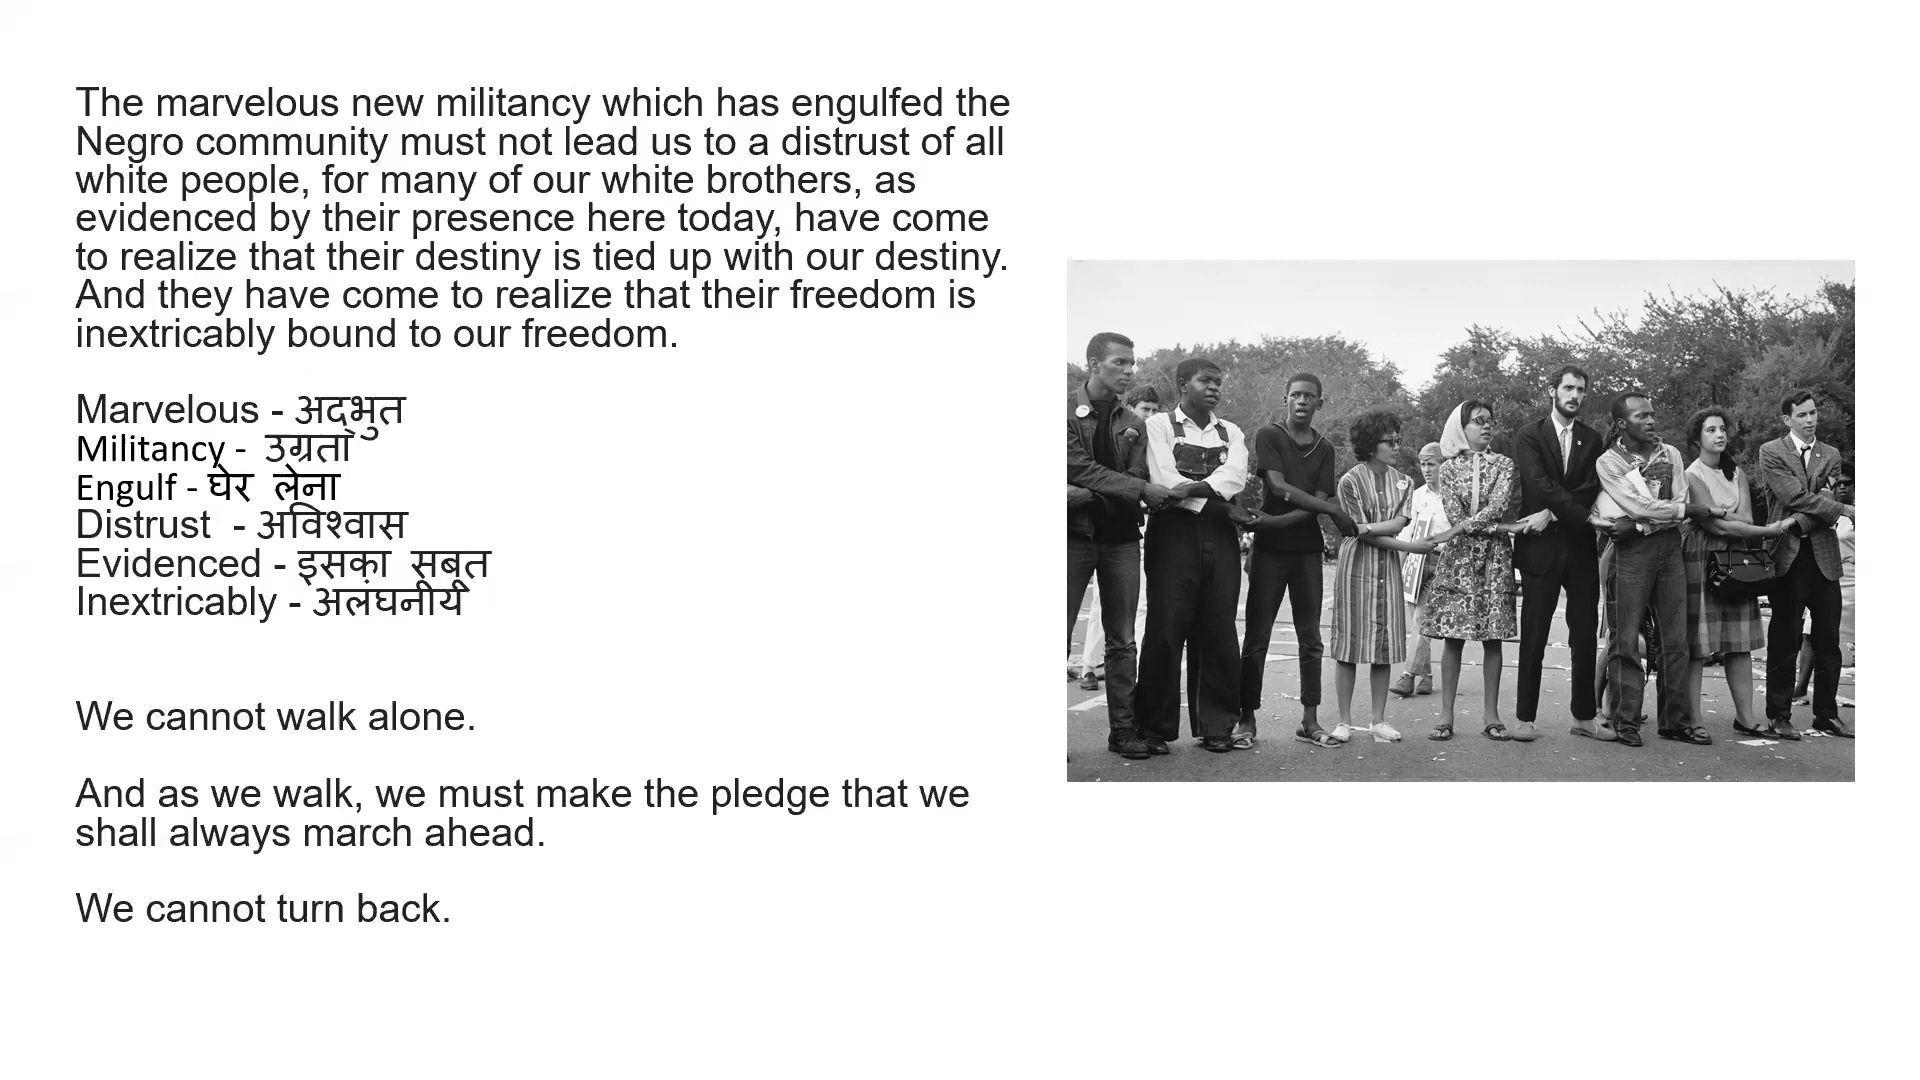 The marvelous new militancy which has engulfed the
Negro community must not lead us to a distrust of all
white people, for many of our white brothers, as
evidenced by their presence here today, have come
to realize that their destiny is tied up with our destiny.
And they have come to realize that their freedom is
inextricably bound to our freedom.
Marvelous - अद्भुत
Militancy - उग्रता
Engulf - घेर लेना
Distrust - अविश्वास
Evidenced - इसका सबूत
Inextricably - अलंघनीय
We cannot walk alone.
And as we walk, we must make the pledge that we
shall always march ahead.
We cannot turn back.